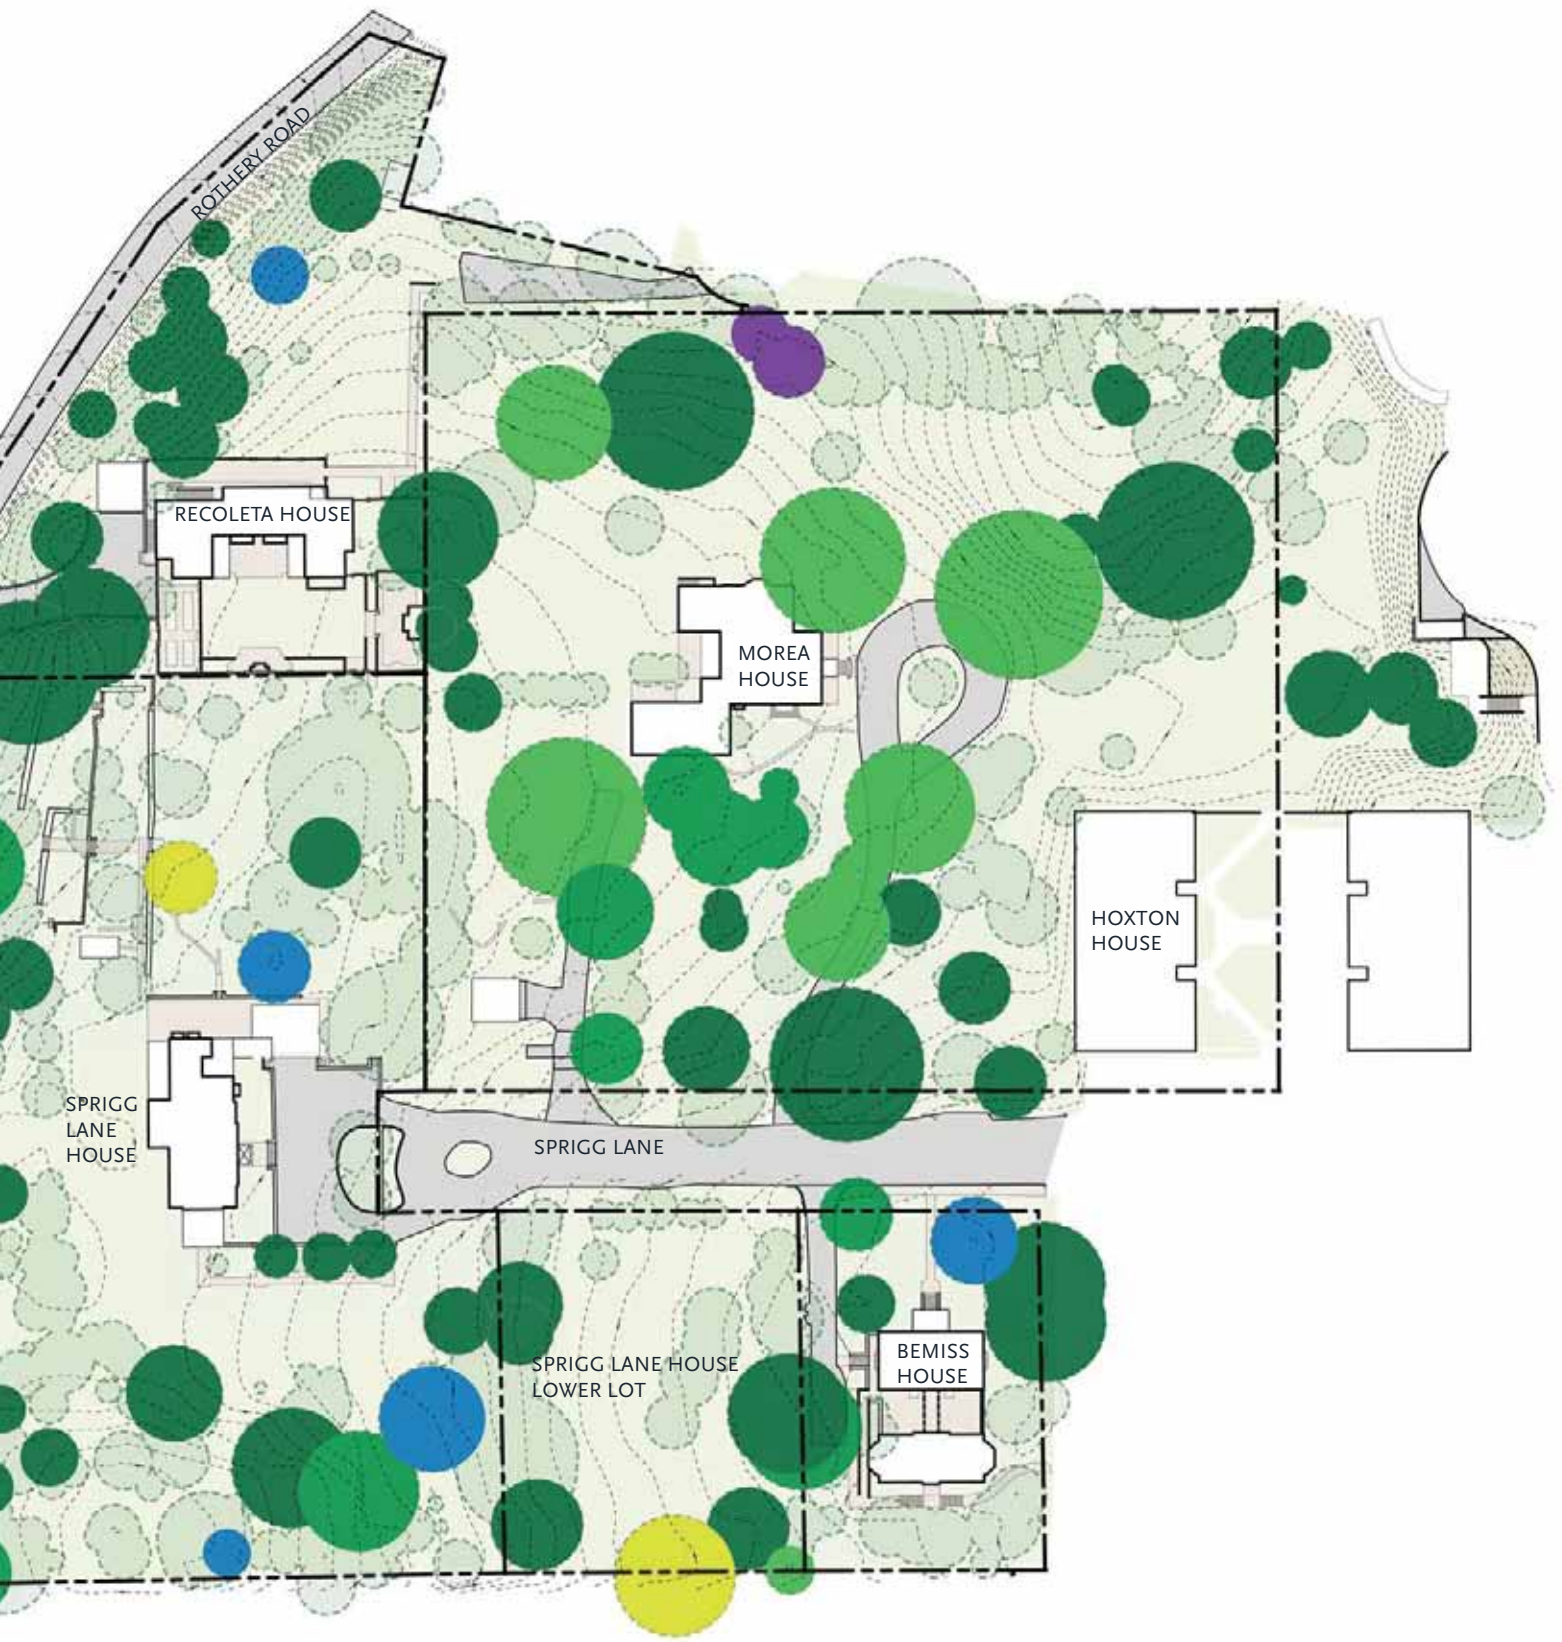 ROTHERY ROAD
RECOLETA HOUSE
MOREA
HOUSE
HOXTON
HOUSE
SPRIGG
LANE
HOUSE
SPRIGG LANE
SPRIGG LANE HOUSE
LOWER LOT
BEMISS
HOUSE